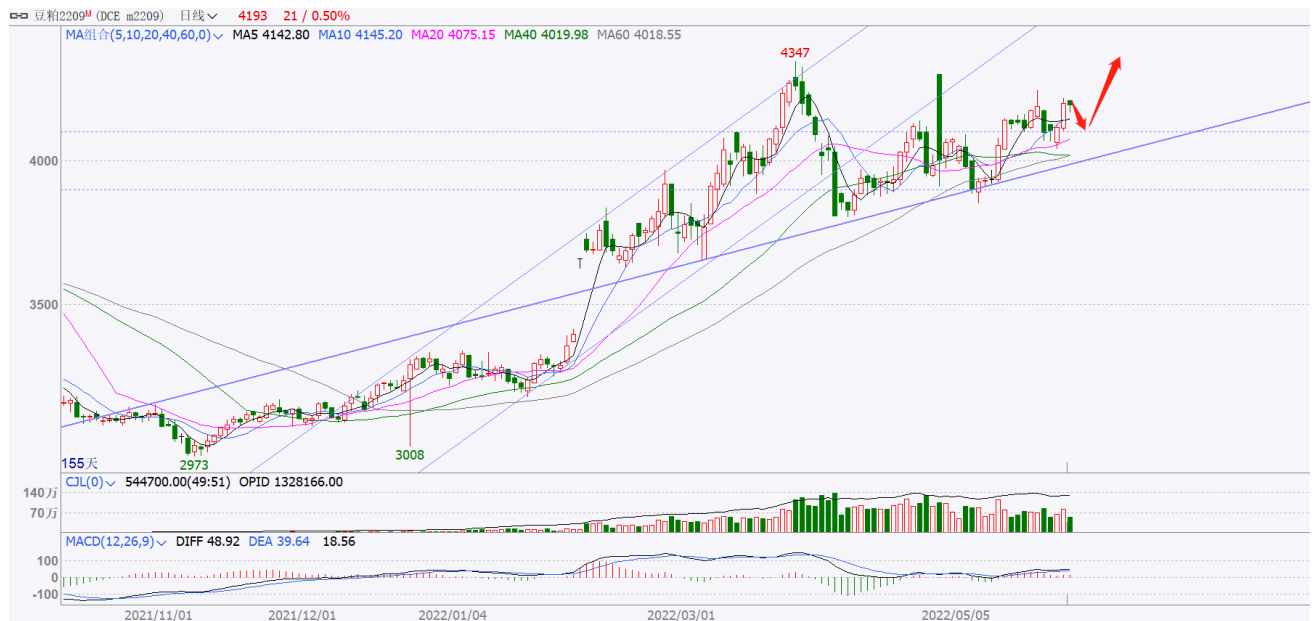 豆粕2209ᴹ (DCE m2209) 日线 4193 21 / 0.50%
MA组合(5,10,20,40,60,0) MA5 4142.80 MA10 4145.20 MA20 4075.15 MA40 4019.98 MA60 4018.55
4347
4000
3500
3008
155天
2973
CJL(0) 544700.00(49:51) OPID 1328166.00
140万
70万
MACD(12,26,9) DIFF 48.92 DEA 39.64 18.56
100
0
-100
2021/11/01 2021/12/01 2022/01/04 2022/03/01 2022/05/05